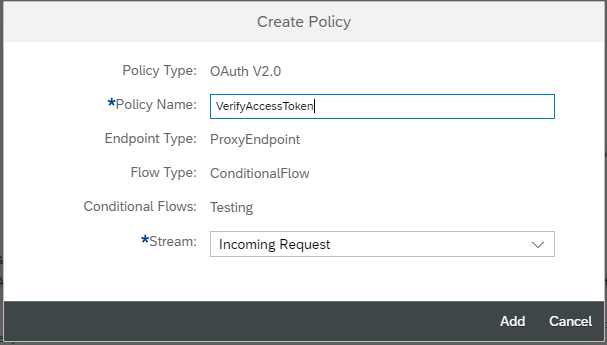 Create Policy
Policy Type: OAuth V2.0
*Policy Name: VerifyAccessToken
Endpoint Type: ProxyEndpoint
Flow Type: ConditionalFlow
Conditional Flows: Testing
*Stream: Incoming Request
Add Cancel